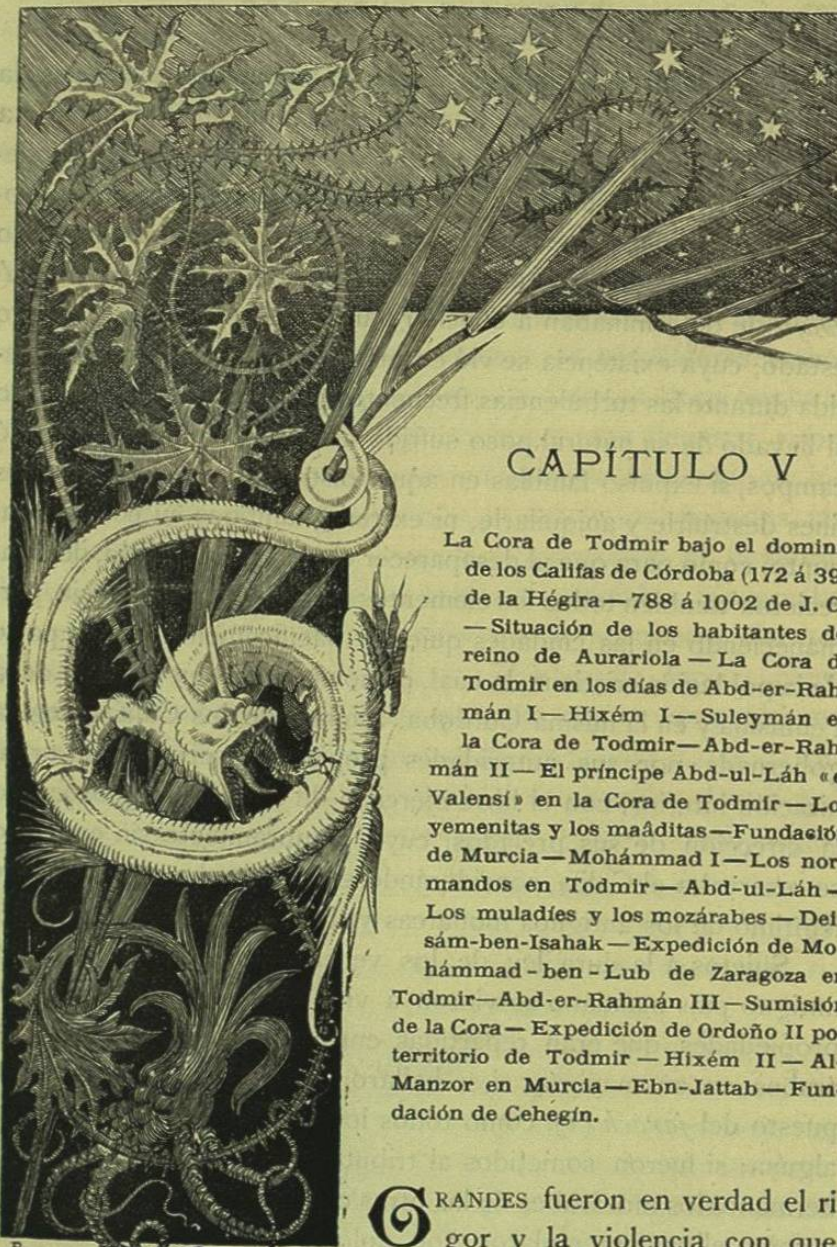 CAPÍTULO V
La Cora de Todmir bajo el domin
de los Califas de Córdoba (172 á 39
de la Hégira—788 á 1002 de J. C
—Situación de los habitantes d
reino de Aurariola — La Cora d
Todmir en los días de Abd-er-Rah
mán I—Hixém I—Suleymán e
la Cora de Todmir—Abd-er-Rah
mán II—El príncipe Abd-ul-Láh «e
Valensí» en la Cora de Todmir—Lo
yemenitas y los maâditas—Fundació
de Murcia—Mohámmad I—Los nor
mandos en Todmir — Abd-ul-Láh —
Los muladíes y los mozárabes — Dei
sám-ben-Isahak — Expedición de Mo
hámmad-ben-Lub de Zaragoza en
Todmir—Abd-er-Rahmán III—Sumisión
de la Cora — Expedición de Ordoño II po
territorio de Todmir — Hixém II — Al
Manzor en Murcia—Ebn-Jattab — Fun
dación de Cehegín.
GRANDES fueron en verdad el ri
gor y la violencia con que